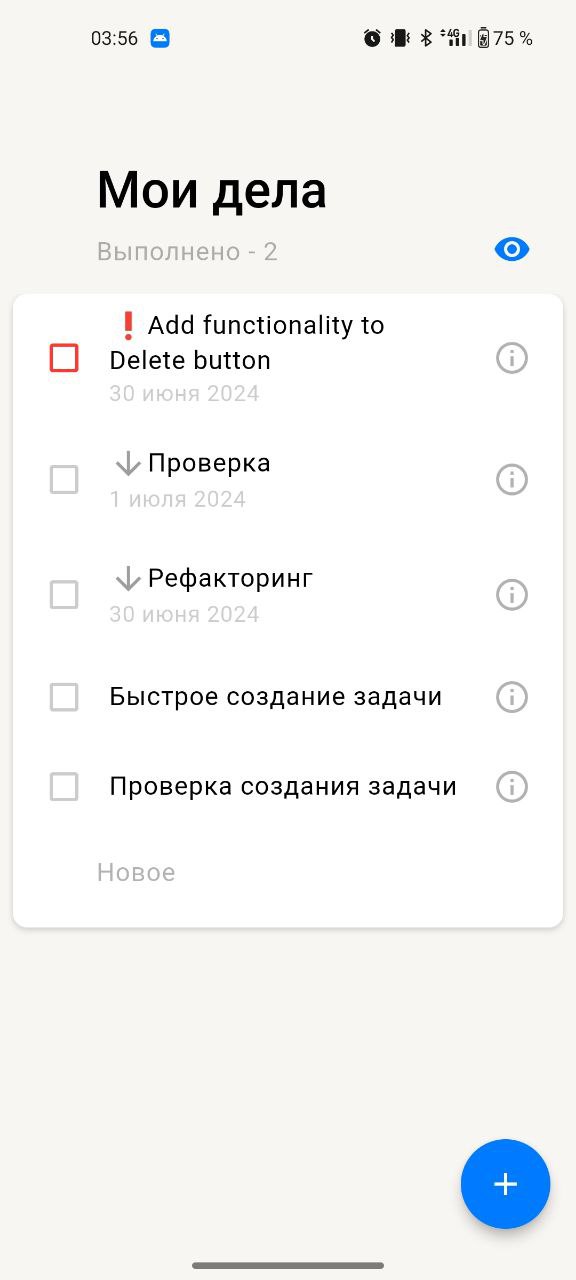 03:56 4G 75 %
Мои дела
Выполнено - 2
❗ Add functionality to
Delete button
30 июня 2024
↓ Проверка
1 июля 2024
↓ Рефакторинг
30 июня 2024
Быстрое создание задачи
Проверка создания задачи
Новое